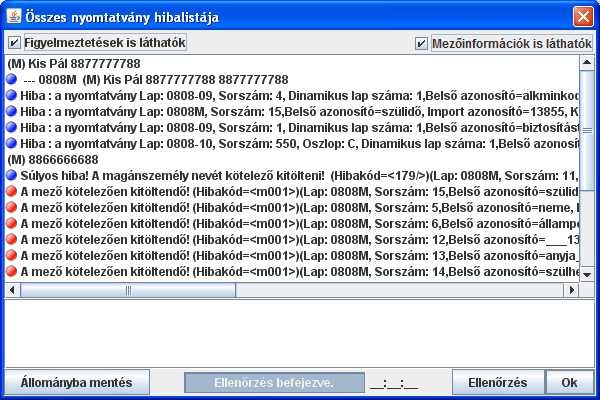 Összes nyomtatvány hibalistája
Figyelmeztetések is láthatók
Mezőinformációk is láthatók
(M) Kis Pál 8877777788
--- 0808M (M) Kis Pál 8877777788 8877777788
Hiba : a nyomtatvány Lap: 0808-09, Sorszám: 4, Dinamikus lap száma: 1,Belső azonosító=alkminkod
Hiba : a nyomtatvány Lap: 0808M, Sorszám: 15,Belső azonosító=szülidő, Import azonosító=13855, K
Hiba : a nyomtatvány Lap: 0808-09, Sorszám: 1, Dinamikus lap száma: 1,Belső azonosító=biztosítást
Hiba : a nyomtatvány Lap: 0808-10, Sorszám: 550, Oszlop: C, Dinamikus lap száma: 1,Belső azonosít
(M) 8866666688
Súlyos hiba! A magánszemély nevét kötelező kitölteni! (Hibakód=<179/>)(Lap: 0808M, Sorszám: 11,
A mező kötelezően kitöltendő! (Hibakód=<m001>)(Lap: 0808M, Sorszám: 15,Belső azonosító=szülid
A mező kötelezően kitöltendő! (Hibakód=<m001>)(Lap: 0808M, Sorszám: 5,Belső azonosító=neme, I
A mező kötelezően kitöltendő! (Hibakód=<m001>)(Lap: 0808M, Sorszám: 6,Belső azonosító=állampo
A mező kötelezően kitöltendő! (Hibakód=<m001>)(Lap: 0808M, Sorszám: 12,Belső azonosító=___13
A mező kötelezően kitöltendő! (Hibakód=<m001>)(Lap: 0808M, Sorszám: 13,Belső azonosító=anyja_
A mező kötelezően kitöltendő! (Hibakód=<m001>)(Lap: 0808M, Sorszám: 14,Belső azonosító=szülhe
Állományba mentés
Ellenőrzés befejezve.
__:__:__
Ellenőrzés
Ok